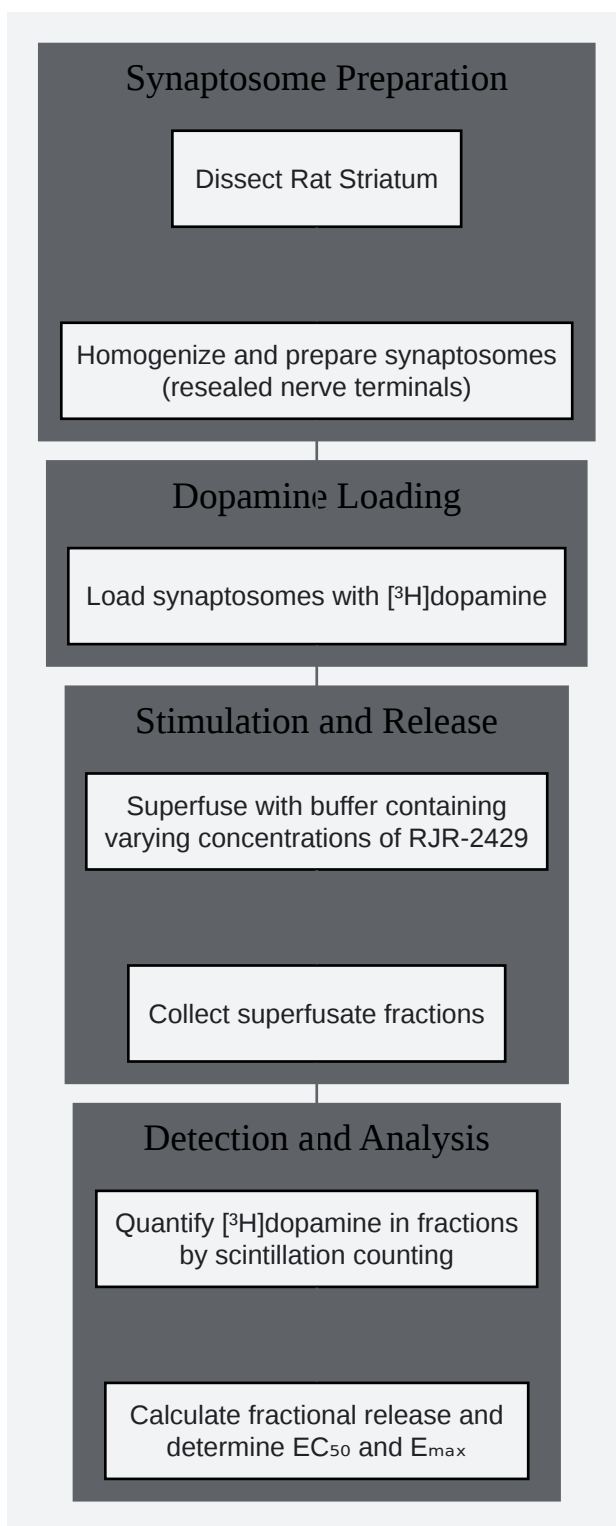 Synaptosome Preparation
Dissect Rat Striatum
Homogenize and prepare synaptosomes
(resealed nerve terminals)
Dopamine Loading
Load synaptosomes with [³H]dopamine
Stimulation and Release
Superfuse with buffer containing
varying concentrations of RJR-2429
Collect superfusate fractions
Detection and Analysis
Quantify [³H]dopamine in fractions
by scintillation counting
Calculate fractional release and
determine EC₅₀ and Eₘₐₓ